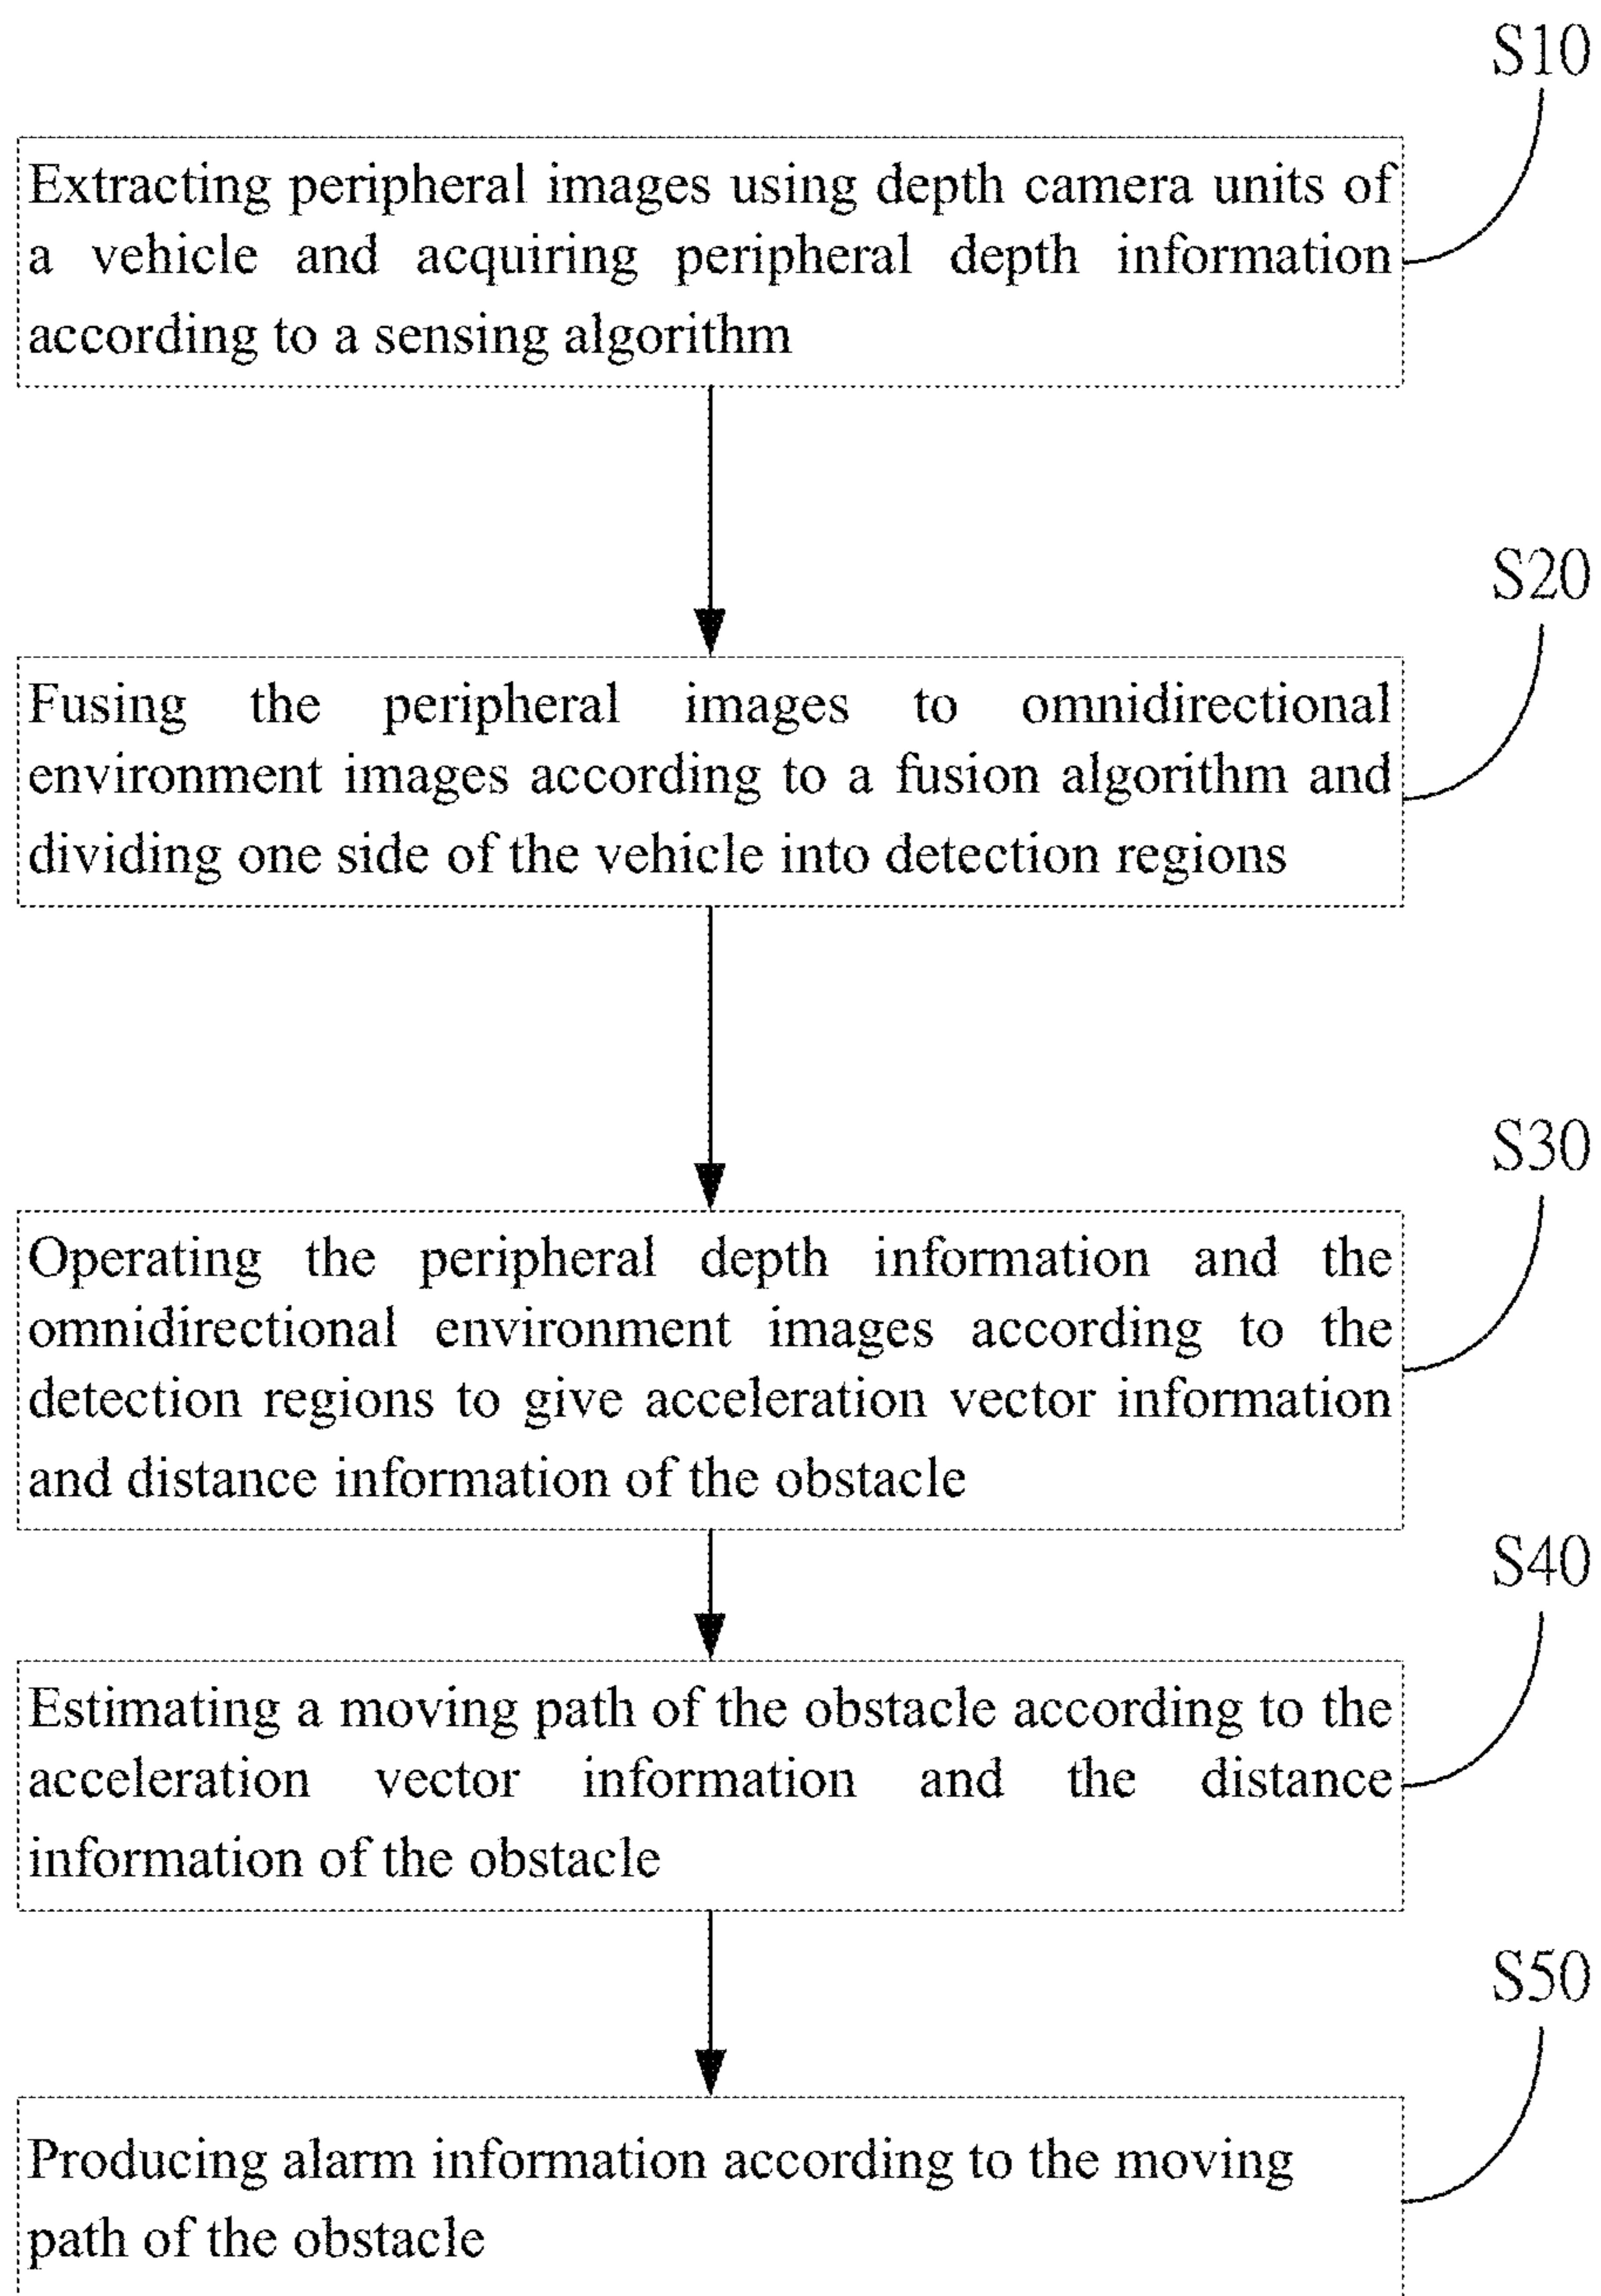 S10
Extracting peripheral images using depth camera units of
a vehicle and acquiring peripheral depth information
according to a sensing algorithm
S20
Fusing the peripheral images to omnidirectional
environment images according to a fusion algorithm and
dividing one side of the vehicle into detection regions
S30
Operating the peripheral depth information and the
omnidirectional environment images according to the
detection regions to give acceleration vector information
and distance information of the obstacle
S40
Estimating a moving path of the obstacle according to the
acceleration vector information and the distance
information of the obstacle
S50
Producing alarm information according to the moving
path of the obstacle